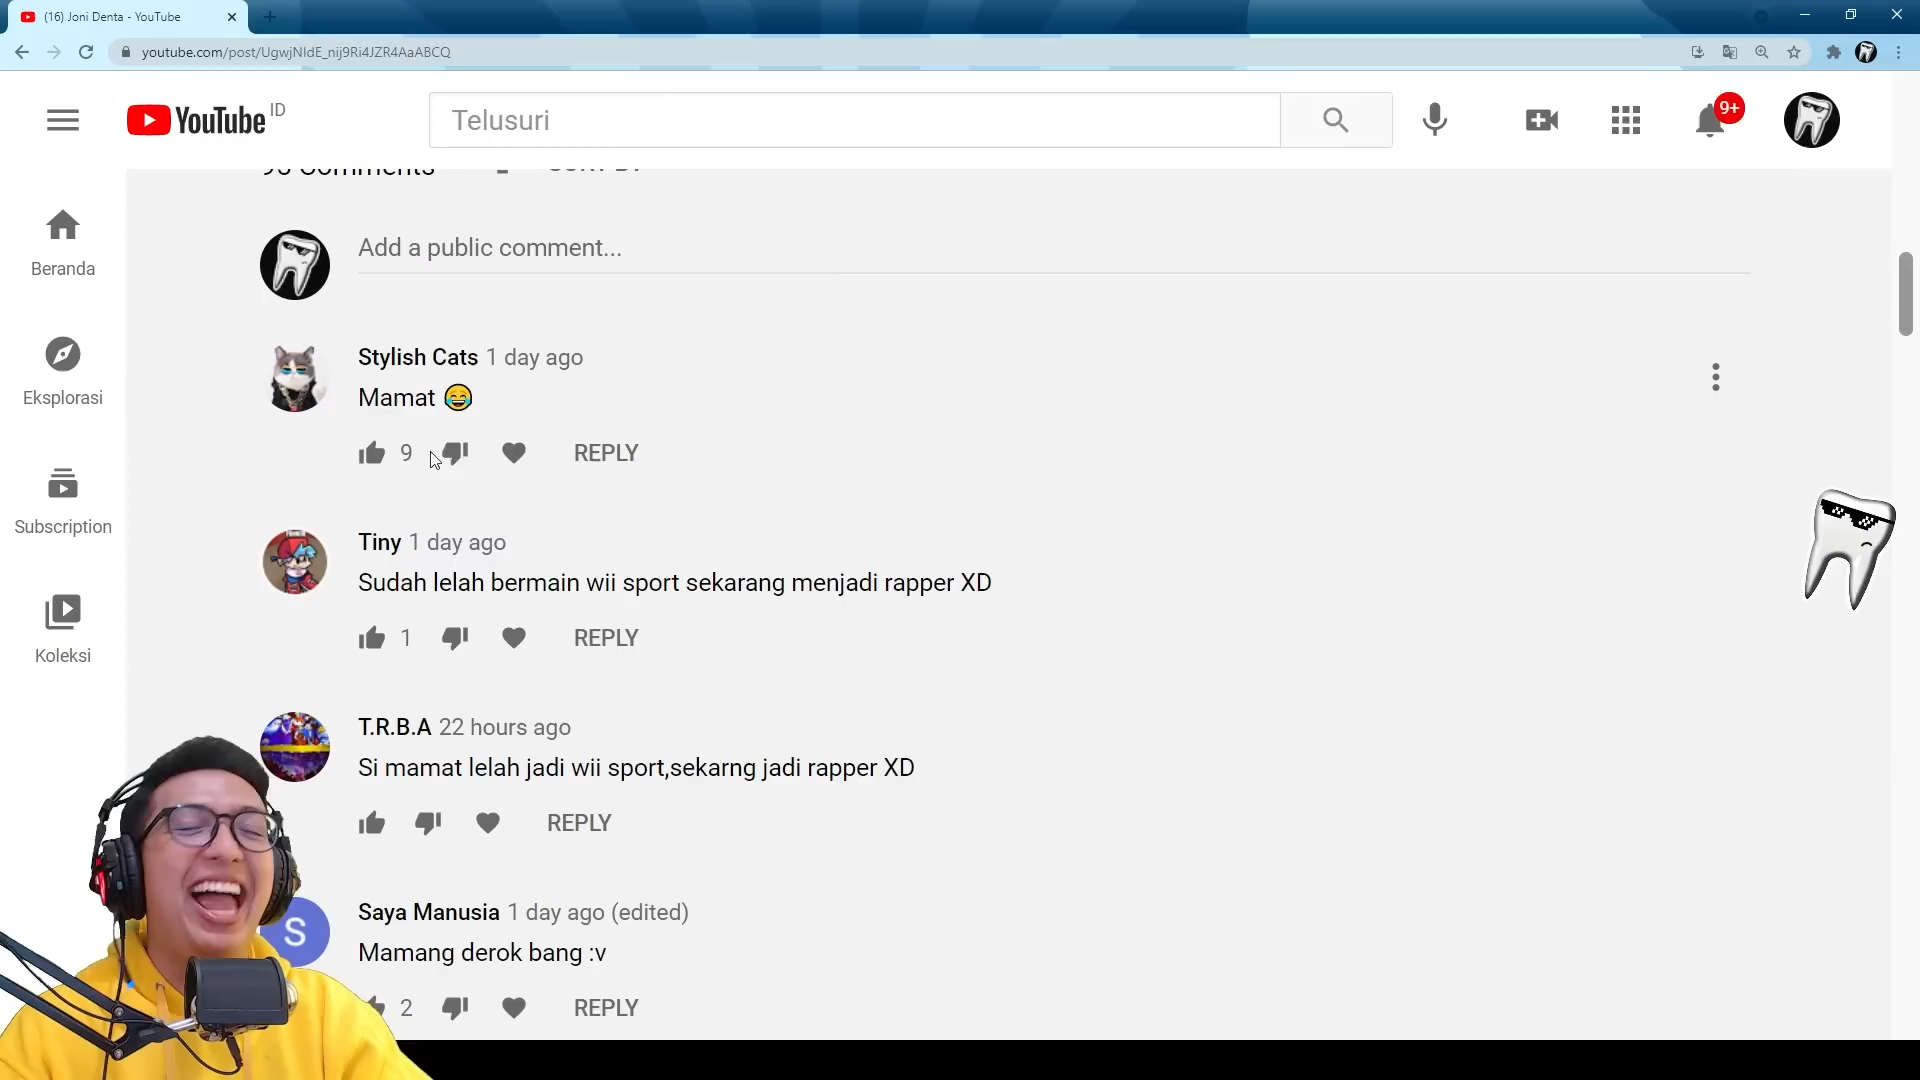 (16) Joni Denta - YouTube
youtube.com/post/UgwjNIdE_nij9Ri4JZR4AaABCQ
YouTube ID
Telusuri
9+
Comments
SORT BY
Beranda
Add a public comment...
Eksplorasi
Stylish Cats 1 day ago
Mamat 😂
9 REPLY
Subscription
Tiny 1 day ago
Sudah lelah bermain wii sport sekarang menjadi rapper XD
1 REPLY
Koleksi
T.R.B.A 22 hours ago
Si mamat lelah jadi wii sport,sekarng jadi rapper XD
REPLY
S
Saya Manusia 1 day ago (edited)
Mamang derok bang :v
2 REPLY